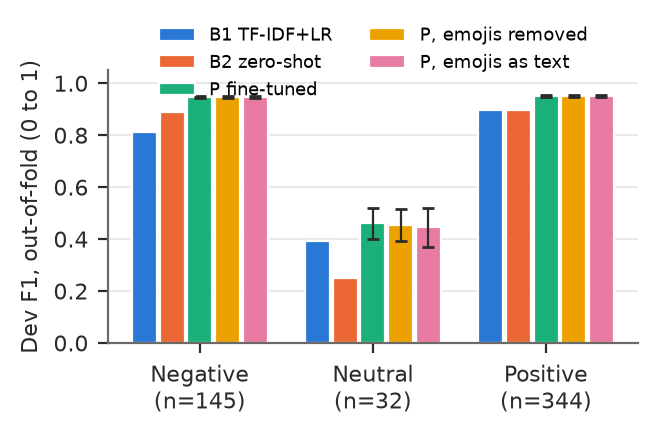 B1 TF-IDF+LR
B2 zero-shot
P fine-tuned
P, emojis removed
P, emojis as text
Dev F1, out-of-fold (0 to 1)
1.0
0.8
0.6
0.4
0.2
0.0
Negative
(n=145)
Neutral
(n=32)
Positive
(n=344)